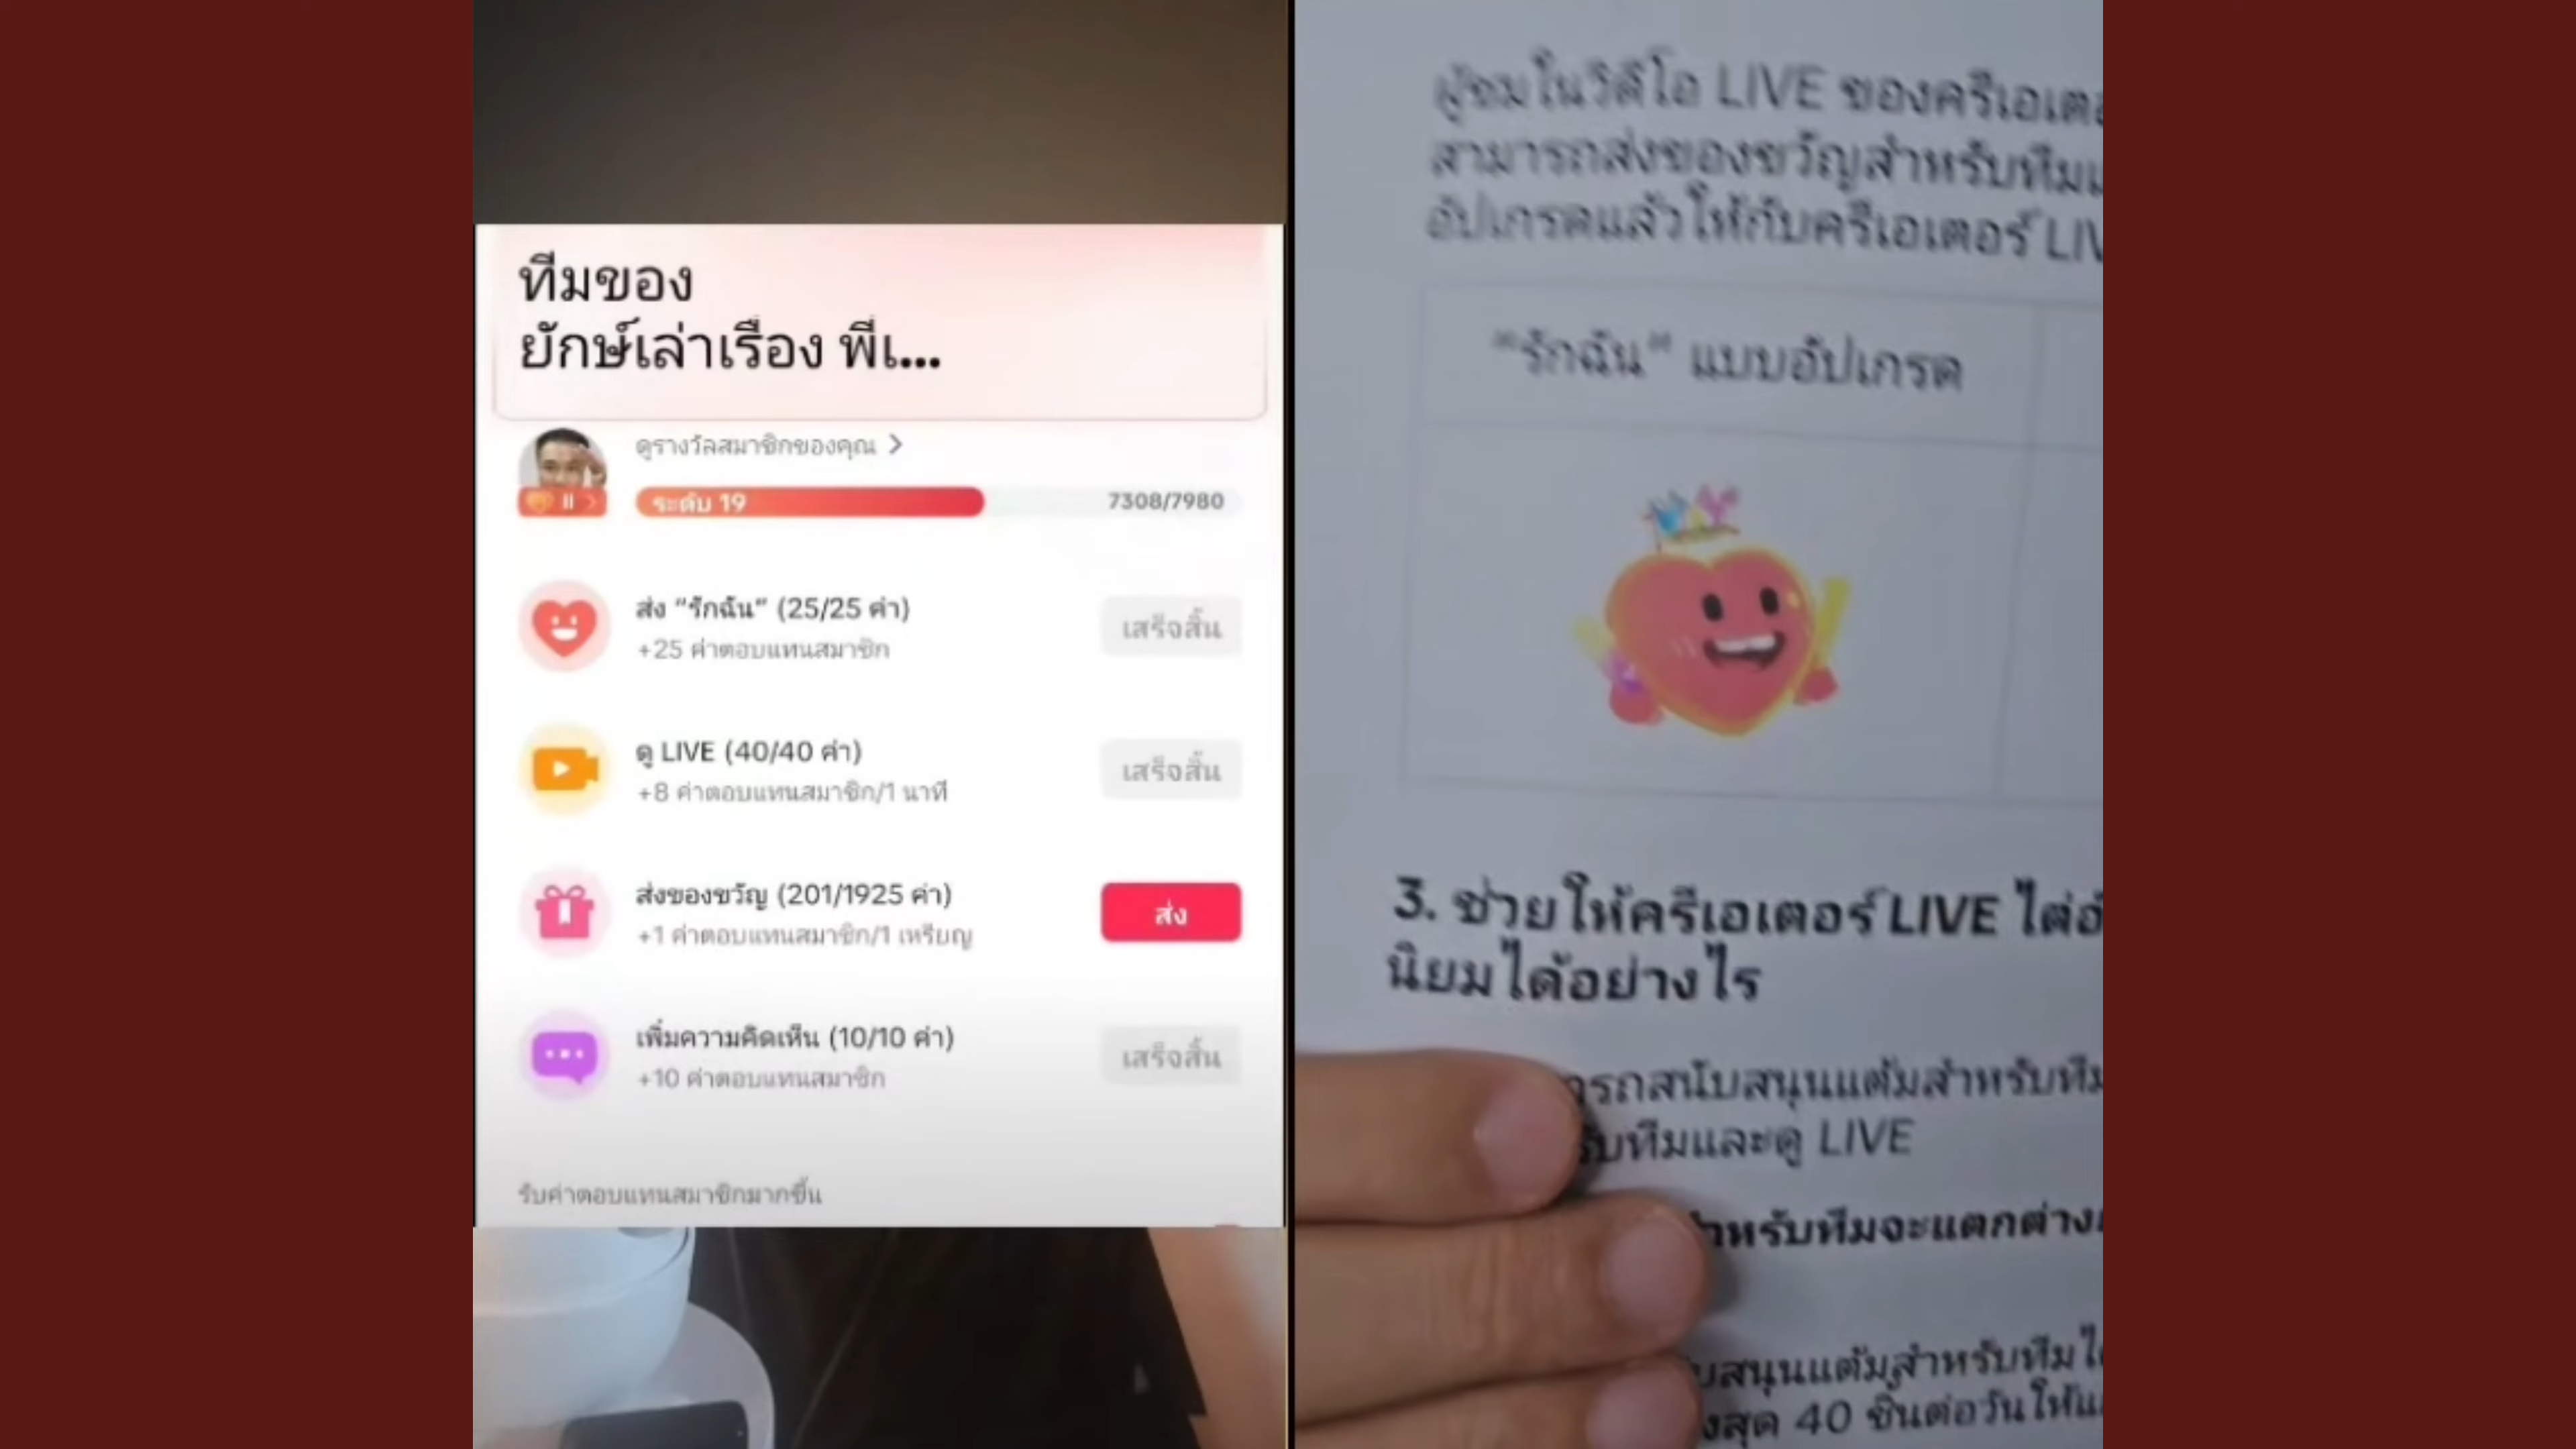 ทีมของ
ยักษ์เล่าเรื่อง พี่เ...
ดูรางวัลสมาชิกของคุณ >
ระดับ 19
7308/7980
ส่ง “รักฉัน” (25/25 ค่า)
+25 ค่าตอบแทนสมาชิก
เสร็จสิ้น
ดู LIVE (40/40 ค่า)
+8 ค่าตอบแทนสมาชิก/1 นาที
เสร็จสิ้น
ส่งของขวัญ (201/1925 ค่า)
+1 ค่าตอบแทนสมาชิก/1 เหรียญ
ส่ง
เพิ่มความคิดเห็น (10/10 ค่า)
+10 ค่าตอบแทนสมาชิก
เสร็จสิ้น
รับค่าตอบแทนสมาชิกมากขึ้น
ผู้ชมในวิดีโอ LIVE ของครีเอเตอ
สามารถส่งของขวัญสำหรับทีม
อัปเกรดแล้วให้กับครีเอเตอร์ LIV
“รักฉัน” แบบอัปเกรด
3. ช่วยให้ครีเอเตอร์ LIVE ไต่อั
นิยมได้อย่างไร
ารถสนับสนุนแต้มสำหรับทีม
รับทีมและดู LIVE
ำหรับทีมจะแตกต่าง
บสนุนแต้มสำหรับทีมไ
งสุด 40 ชิ้นต่อวันให้แ